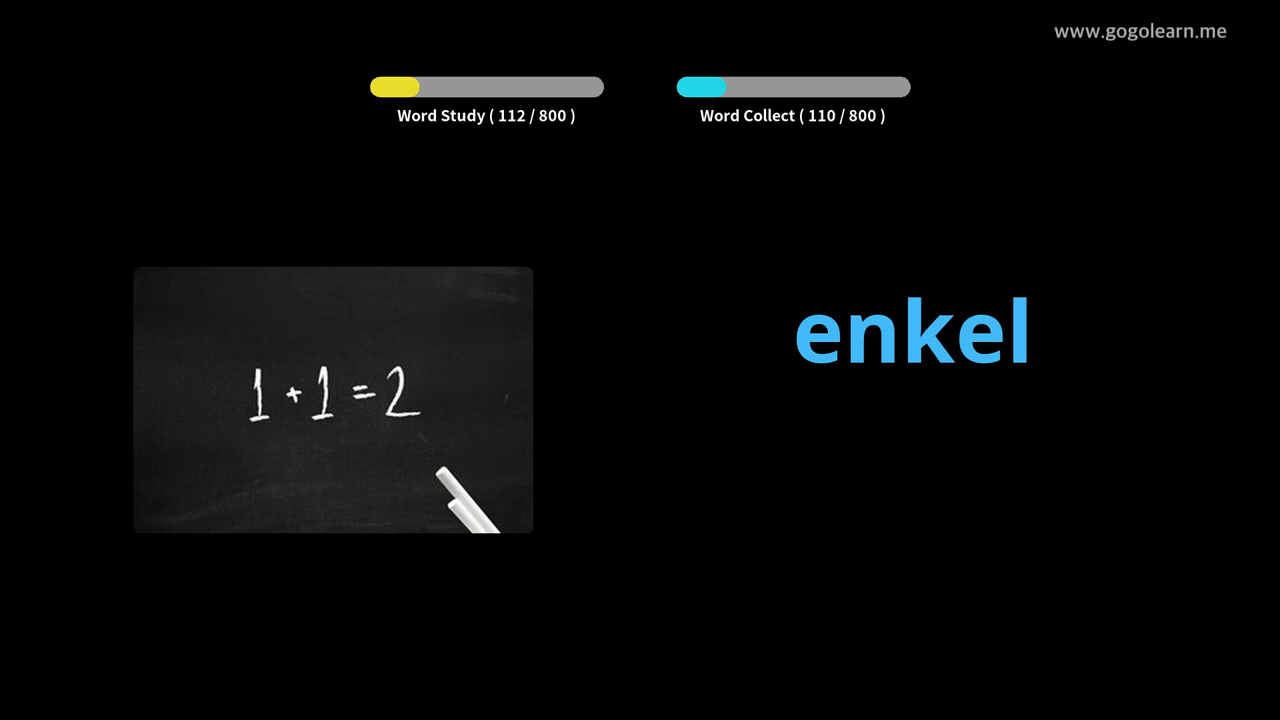 www.gogolearn.me
Word Study ( 112 / 800 )
Word Collect ( 110 / 800 )
enkel
1 + 1 = 2